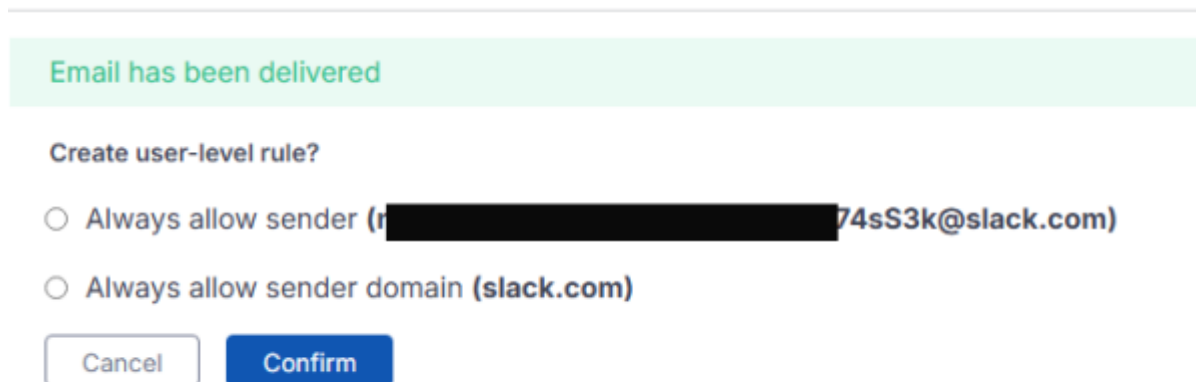 Email has been delivered
Create user-level rule?
Always allow sender (r 74sS3k@slack.com)
Always allow sender domain (slack.com)
Cancel Confirm